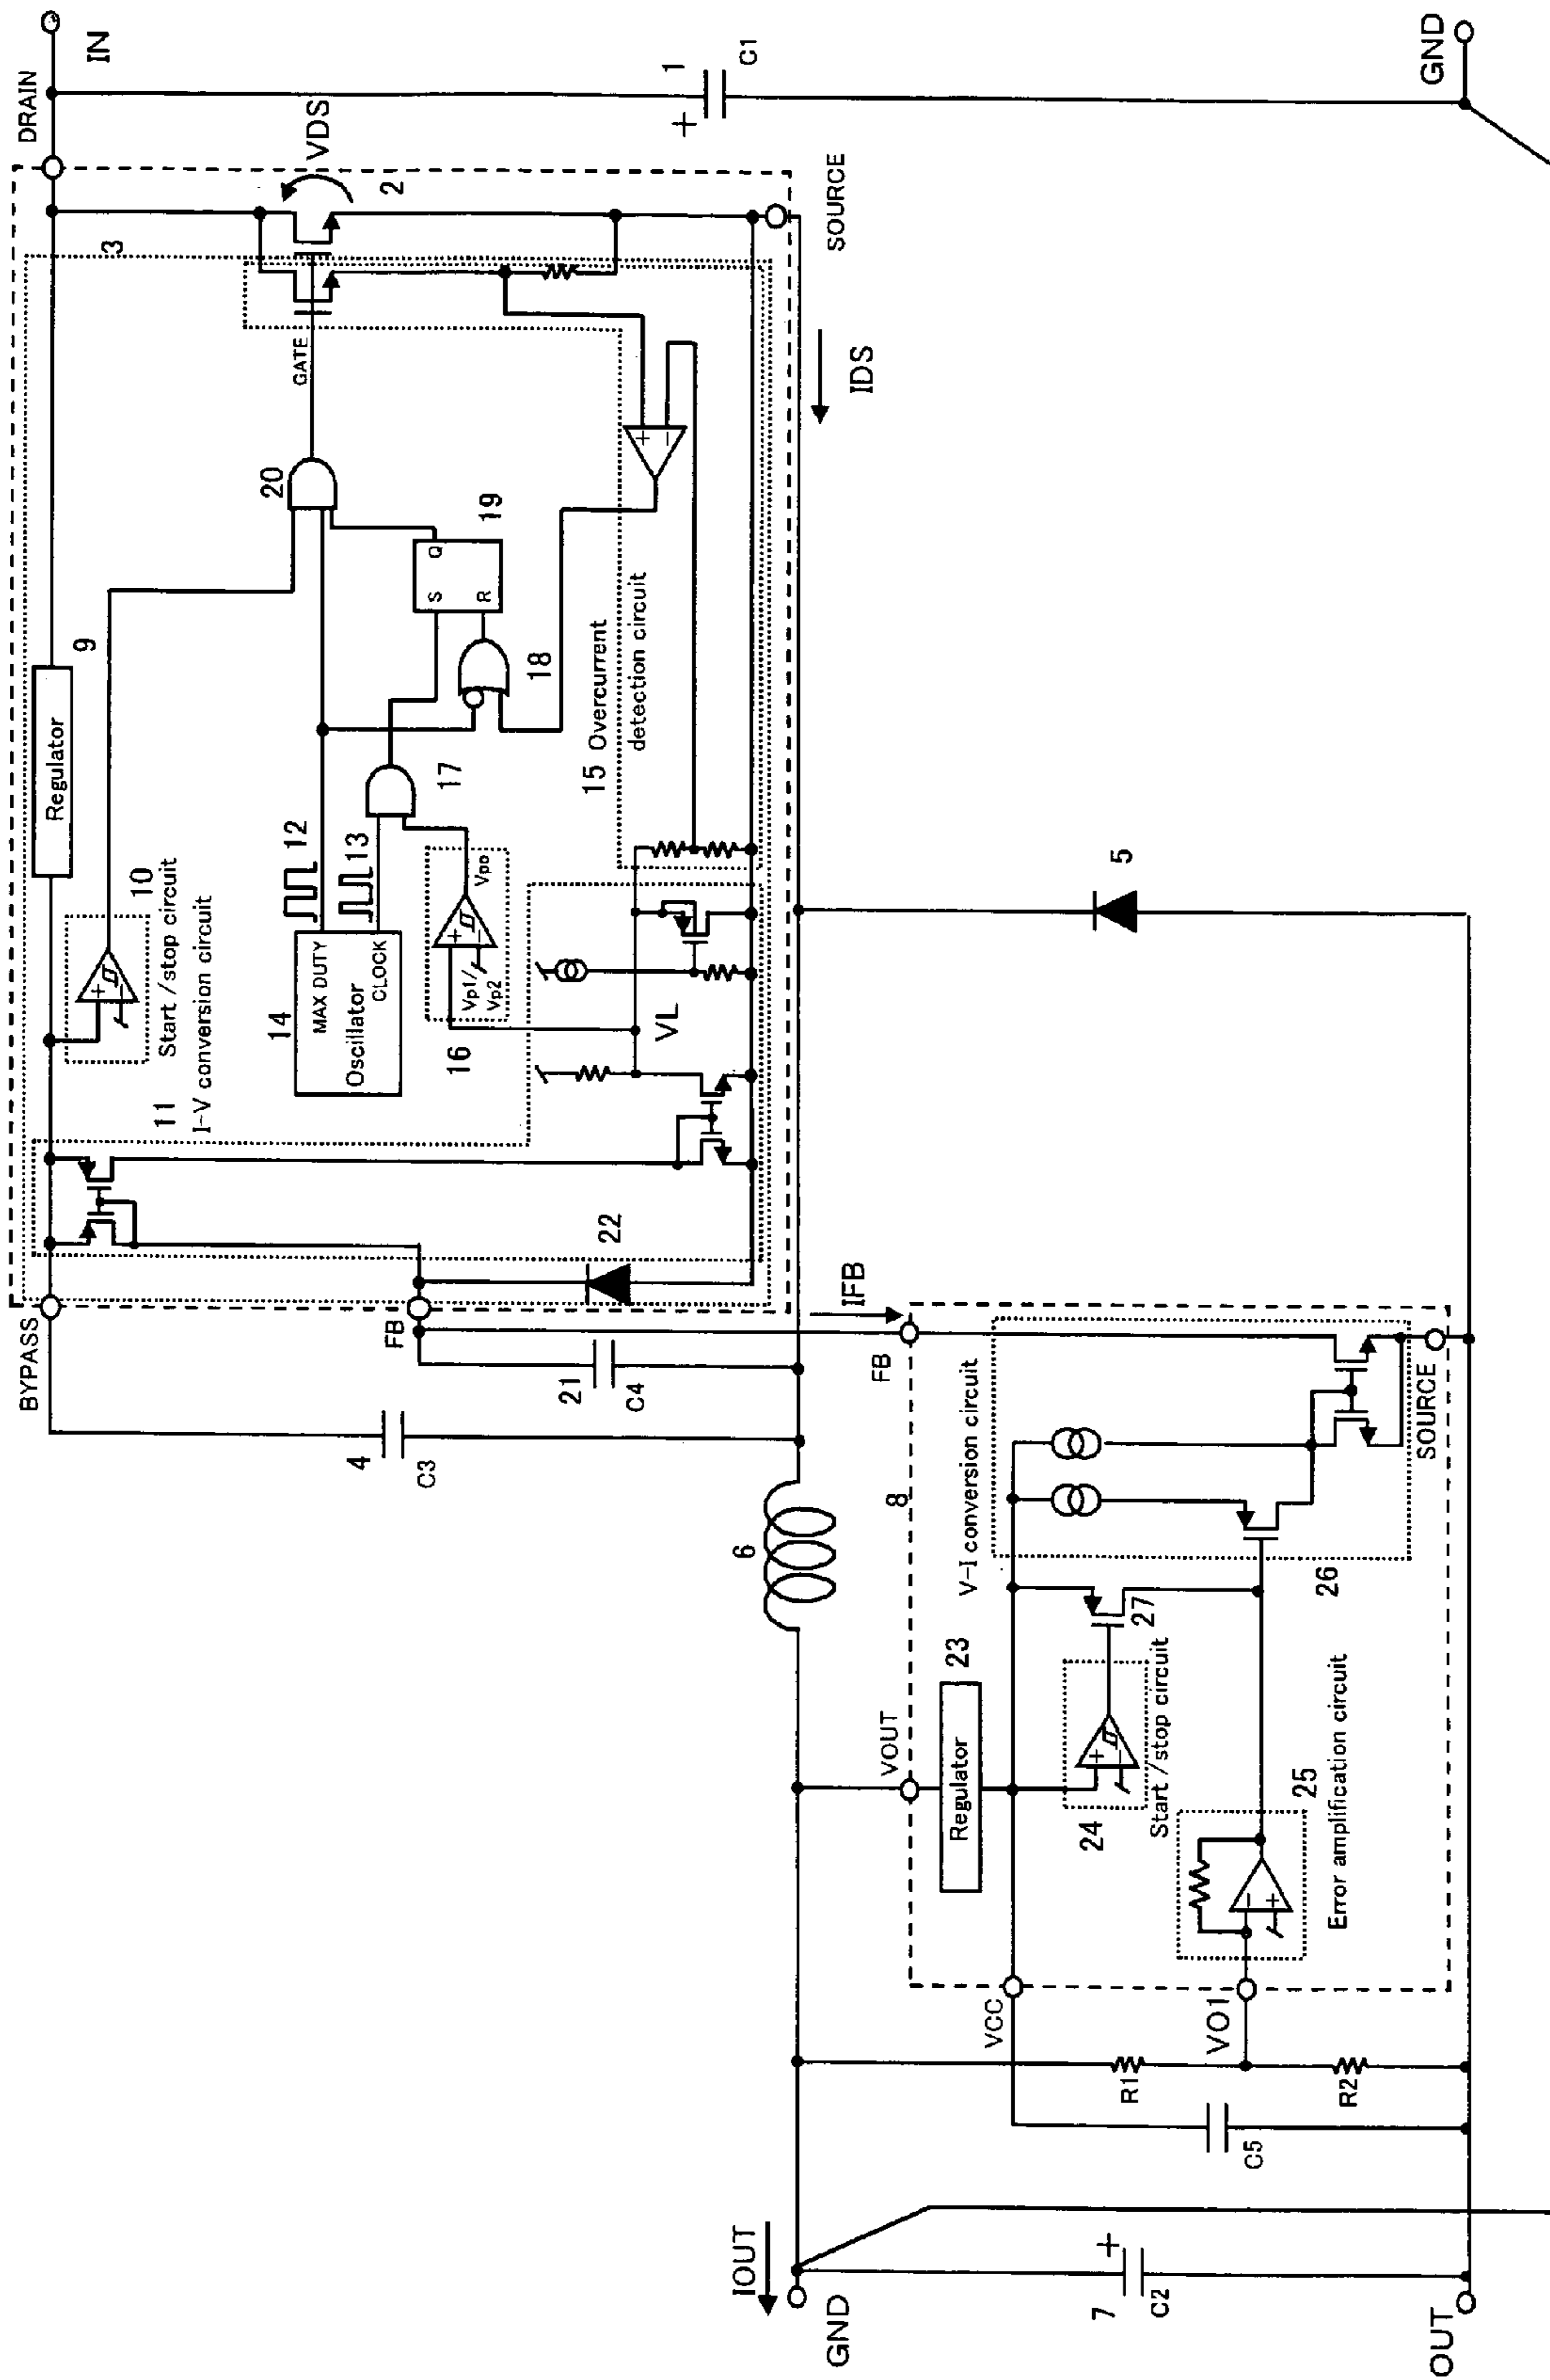 IN
DRAIN
1
C1
+
GND
VDS
2
3
SOURCE
GATE
IDS
20
19
Q
S
R
18
9
Regulator
15 Overcurrent
detection circuit
17
12
13
10
Start /stop circuit
11
I-V conversion circuit
14
MAX DUTY
Oscillator
CLOCK
16
+
-
Vpo
Vp1/
Vp2
VL
+
-
+
-
5
22
BYPASS
FB
IFB
21
C4
4
C3
6
FB
8
V-I conversion circuit
SOURCE
26
27
23
Regulator
VOUT
24
Start /stop circuit
+
-
25
Error amplification circuit
-
+
VCC
VO1
R1
R2
C5
IOUT
GND
7
+
C2
OUT